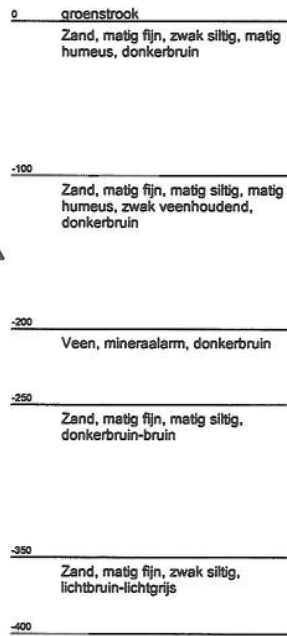 0 groenstrook
Zand, matig fijn, zwak siltig, matig
humeus, donkerbruin
-100
Zand, matig fijn, matig siltig, matig
humeus, zwak veenhoudend,
donkerbruin
-200
Veen, mineraalarm, donkerbruin
-250
Zand, matig fijn, matig siltig,
donkerbruin-bruin
-350
Zand, matig fijn, zwak siltig,
lichtbruin-lichtgrijs
-400